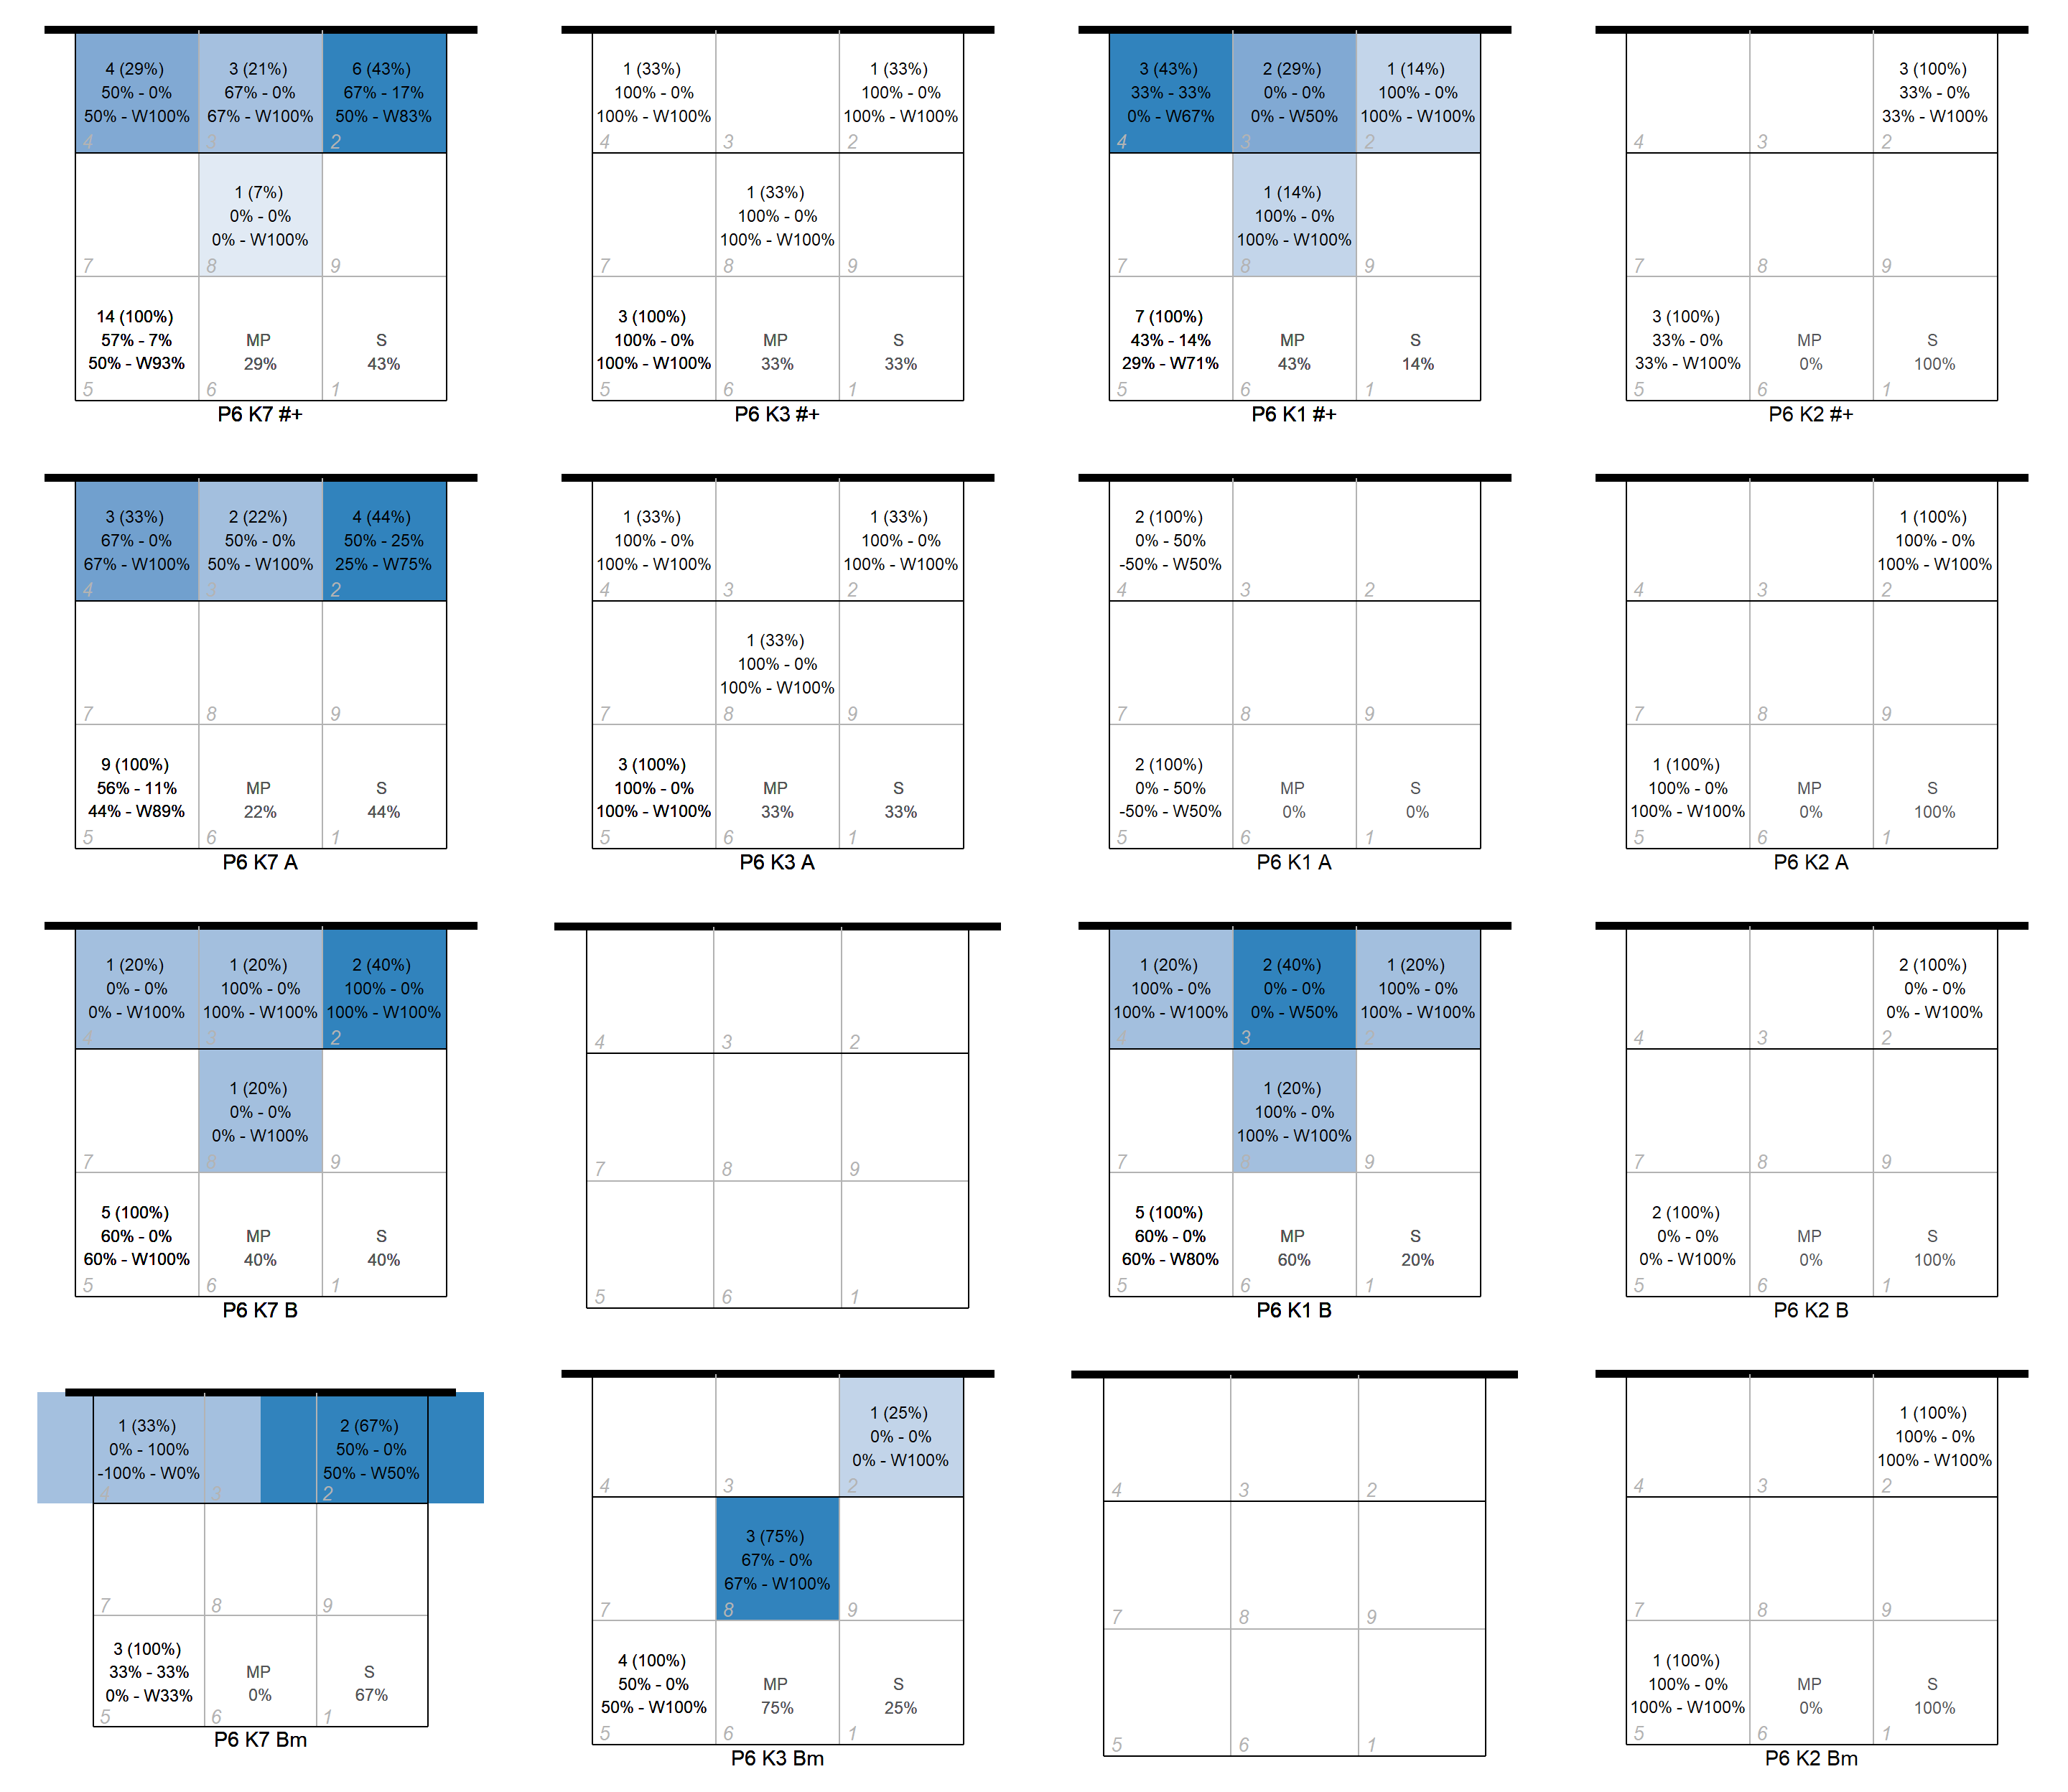 4 (29%)
50% - 0%
50% - W100%
4
3 (21%)
67% - 0%
67% - W100%
3
6 (43%)
67% - 17%
50% - W83%
2
7
1 (7%)
0% - 0%
0% - W100%
8
9
14 (100%)
57% - 7%
50% - W93%
5
MP
29%
6
S
43%
1
P6 K7 #+
1 (33%)
100% - 0%
100% - W100%
4
3
1 (33%)
100% - 0%
100% - W100%
2
7
1 (33%)
100% - 0%
100% - W100%
8
9
3 (100%)
100% - 0%
100% - W100%
5
MP
33%
6
S
33%
1
P6 K3 #+
3 (43%)
33% - 33%
0% - W67%
4
2 (29%)
0% - 0%
0% - W50%
3
1 (14%)
100% - 0%
100% - W100%
2
7
1 (14%)
100% - 0%
100% - W100%
8
9
7 (100%)
43% - 14%
29% - W71%
5
MP
43%
6
S
14%
1
P6 K1 #+
4
3
3 (100%)
33% - 0%
33% - W100%
2
7
8
9
3 (100%)
33% - 0%
33% - W100%
5
MP
0%
6
S
100%
1
P6 K2 #+
3 (33%)
67% - 0%
67% - W100%
4
2 (22%)
50% - 0%
50% - W100%
3
4 (44%)
50% - 25%
25% - W75%
2
7
8
9
9 (100%)
56% - 11%
44% - W89%
5
MP
22%
6
S
44%
1
P6 K7 A
1 (33%)
100% - 0%
100% - W100%
4
3
1 (33%)
100% - 0%
100% - W100%
2
7
1 (33%)
100% - 0%
100% - W100%
8
9
3 (100%)
100% - 0%
100% - W100%
5
MP
33%
6
S
33%
1
P6 K3 A
2 (100%)
0% - 50%
-50% - W50%
4
3
2
7
8
9
2 (100%)
0% - 50%
-50% - W50%
5
MP
0%
6
S
0%
1
P6 K1 A
4
3
1 (100%)
100% - 0%
100% - W100%
2
7
8
9
1 (100%)
100% - 0%
100% - W100%
5
MP
0%
6
S
100%
1
P6 K2 A
1 (20%)
0% - 0%
0% - W100%
4
1 (20%)
100% - 0%
100% - W100%
3
2 (40%)
100% - 0%
100% - W100%
2
7
1 (20%)
0% - 0%
0% - W100%
8
9
5 (100%)
60% - 0%
60% - W100%
5
MP
40%
6
S
40%
1
P6 K7 B
4
3
2
7
8
9
5
6
1
1 (20%)
100% - 0%
100% - W100%
4
2 (40%)
0% - 0%
0% - W50%
3
1 (20%)
100% - 0%
100% - W100%
2
7
1 (20%)
100% - 0%
100% - W100%
8
9
5 (100%)
60% - 0%
60% - W80%
5
MP
60%
6
S
20%
1
P6 K1 B
4
3
2 (100%)
0% - 0%
0% - W100%
2
7
8
9
2 (100%)
0% - 0%
0% - W100%
5
MP
0%
6
S
100%
1
P6 K2 B
1 (33%)
0% - 100%
-100% - W0%
4
3
2 (67%)
50% - 0%
50% - W50%
2
7
8
9
3 (100%)
33% - 33%
0% - W33%
5
MP
0%
6
S
67%
1
P6 K7 Bm
4
3
1 (25%)
0% - 0%
0% - W100%
2
7
3 (75%)
67% - 0%
67% - W100%
8
9
4 (100%)
50% - 0%
50% - W100%
5
MP
75%
6
S
25%
1
P6 K3 Bm
4
3
2
7
8
9
5
6
1
4
3
1 (100%)
100% - 0%
100% - W100%
2
7
8
9
1 (100%)
100% - 0%
100% - W100%
5
MP
0%
6
S
100%
1
P6 K2 Bm